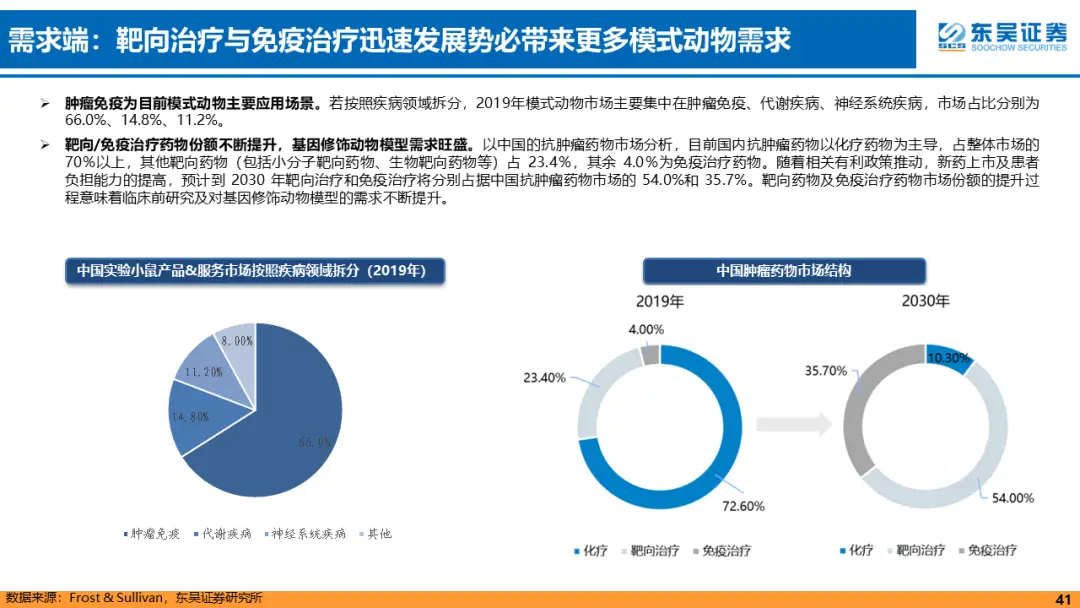 需求端：靶向治疗与免疫治疗迅速发展势必带来更多模式动物需求
东吴证券
SCS SOOCHOW SECURITIES
➢ 肿瘤免疫为目前模式动物主要应用场景。若按照疾病领域拆分，2019年模式动物市场主要集中在肿瘤免疫、代谢疾病、神经系统疾病，市场占比分别为
66.0%、14.8%、11.2%。
➢ 靶向/免疫治疗药物份额不断提升，基因修饰动物模型需求旺盛。以中国的抗肿瘤药物市场分析，目前国内抗肿瘤药物以化疗药物为主导，占整体市场的
70%以上，其他靶向药物（包括小分子靶向药物、生物靶向药物等）占 23.4%，其余 4.0%为免疫治疗药物。随着相关有利政策推动，新药上市及患者
负担能力的提高，预计到 2030 年靶向治疗和免疫治疗将分别占据中国抗肿瘤药物市场的 54.0%和 35.7%。靶向药物及免疫治疗药物市场份额的提升过
程意味着临床前研究及对基因修饰动物模型的需求不断提升。
中国实验小鼠产品&服务市场按照疾病领域拆分（2019年）
8.00%
11.20%
14.80%
66.0%
肿瘤免疫 代谢疾病 神经系统疾病 其他
中国肿瘤药物市场结构
2019年
4.00%
23.40%
72.60%
化疗 靶向治疗 免疫治疗
2030年
10.30%
35.70%
54.00%
化疗 靶向治疗 免疫治疗
数据来源：Frost & Sullivan，东吴证券研究所
41